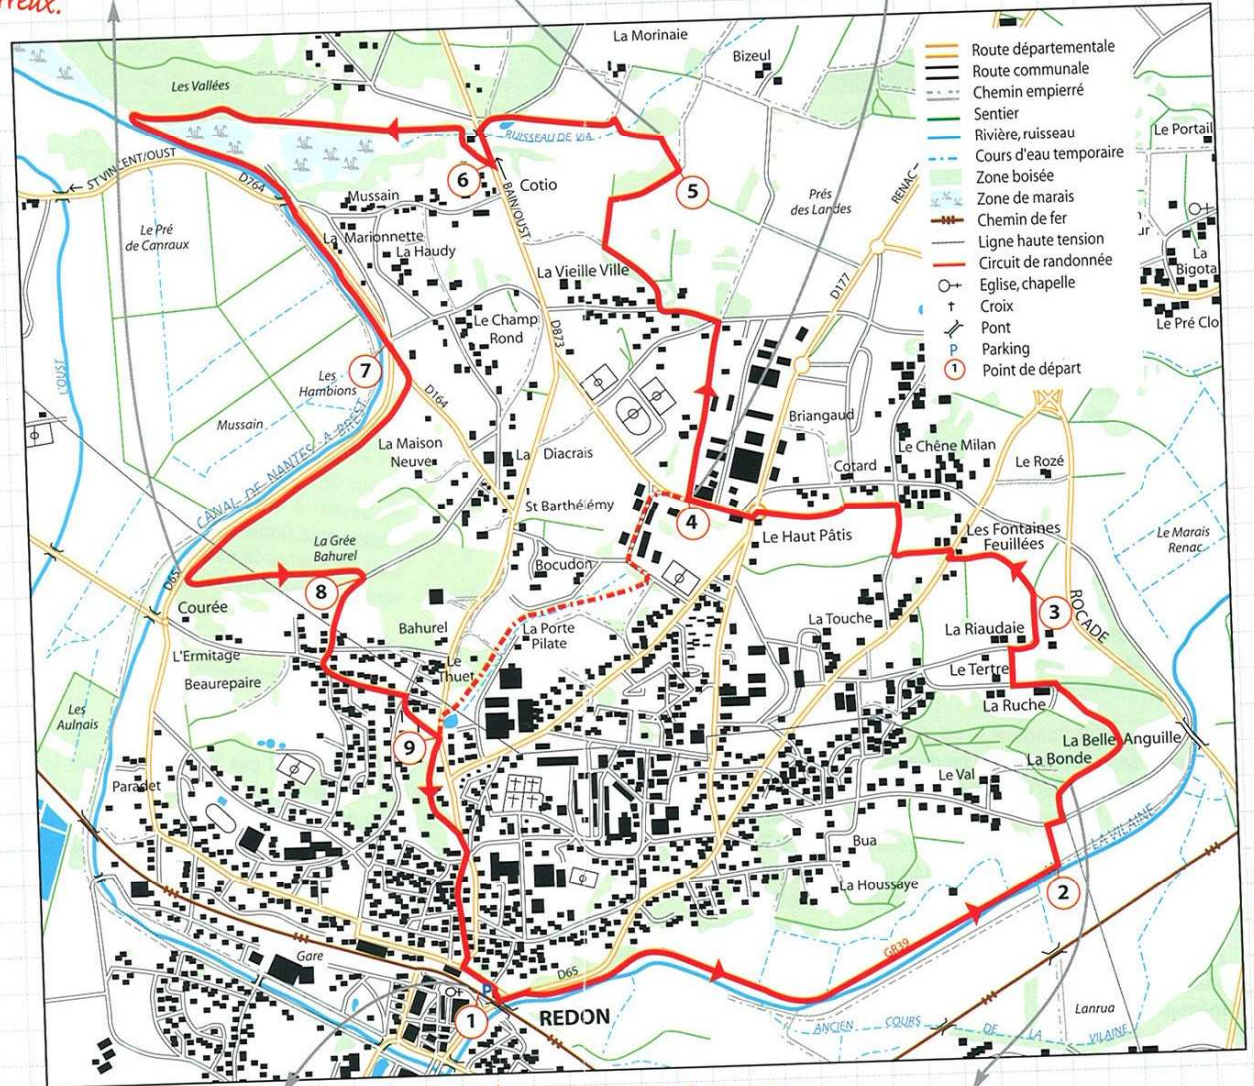 La Morinaie
Bizeul
Les Vallées
Route départementale
Route communale
Chemin empierré
Sentier
Rivière, ruisseau
Cours d'eau temporaire
Zone boisée
Zone de marais
Chemin de fer
Ligne haute tension
Circuit de randonnée
Eglise, chapelle
Croix
Pont
P Parking
1 Point de départ
Le Portail
La
Bigota
Le Pré Clo
RUISSEAU DE VIA
ST VINCENT/OUST
D764
6
Cotio
BAIN/OUST
5
Prés
des Landes
RENAC
Mussain
Le Pré
de Canraux
La Marionnette
La Haudy
La Vieille Ville
D177
Le Champ
Rond
D873
L'OUST
7
Les
Hambions
D164
Mussain
CANAL DE NANTES A BREST
La Maison
Neuve
La Diacrais
Briangaud
Le Chêne Milan
Cotard
Le Rozé
St Barthélémy
4
Le Haut Pâtis
Les Fontaines
Feuillées
Le Marais
Renac
La Grée
Bahurel
Bocudon
D65
8
Courée
3
ROCADE
La Touche
La Riaudaie
Bahurel
La Porte
Pilate
L'Ermitage
Le
Thuet
Le Tertre
Beaurepaire
La Ruche
Les
Aulnais
9
La Belle Anguille
La Bonde
Le Val
Paradet
LA VILAINE
Bua
La Houssaye
2
Gare
GR39
D65
P
1
REDON
Lanrua
ANCIEN COURS DE LA VILAINE